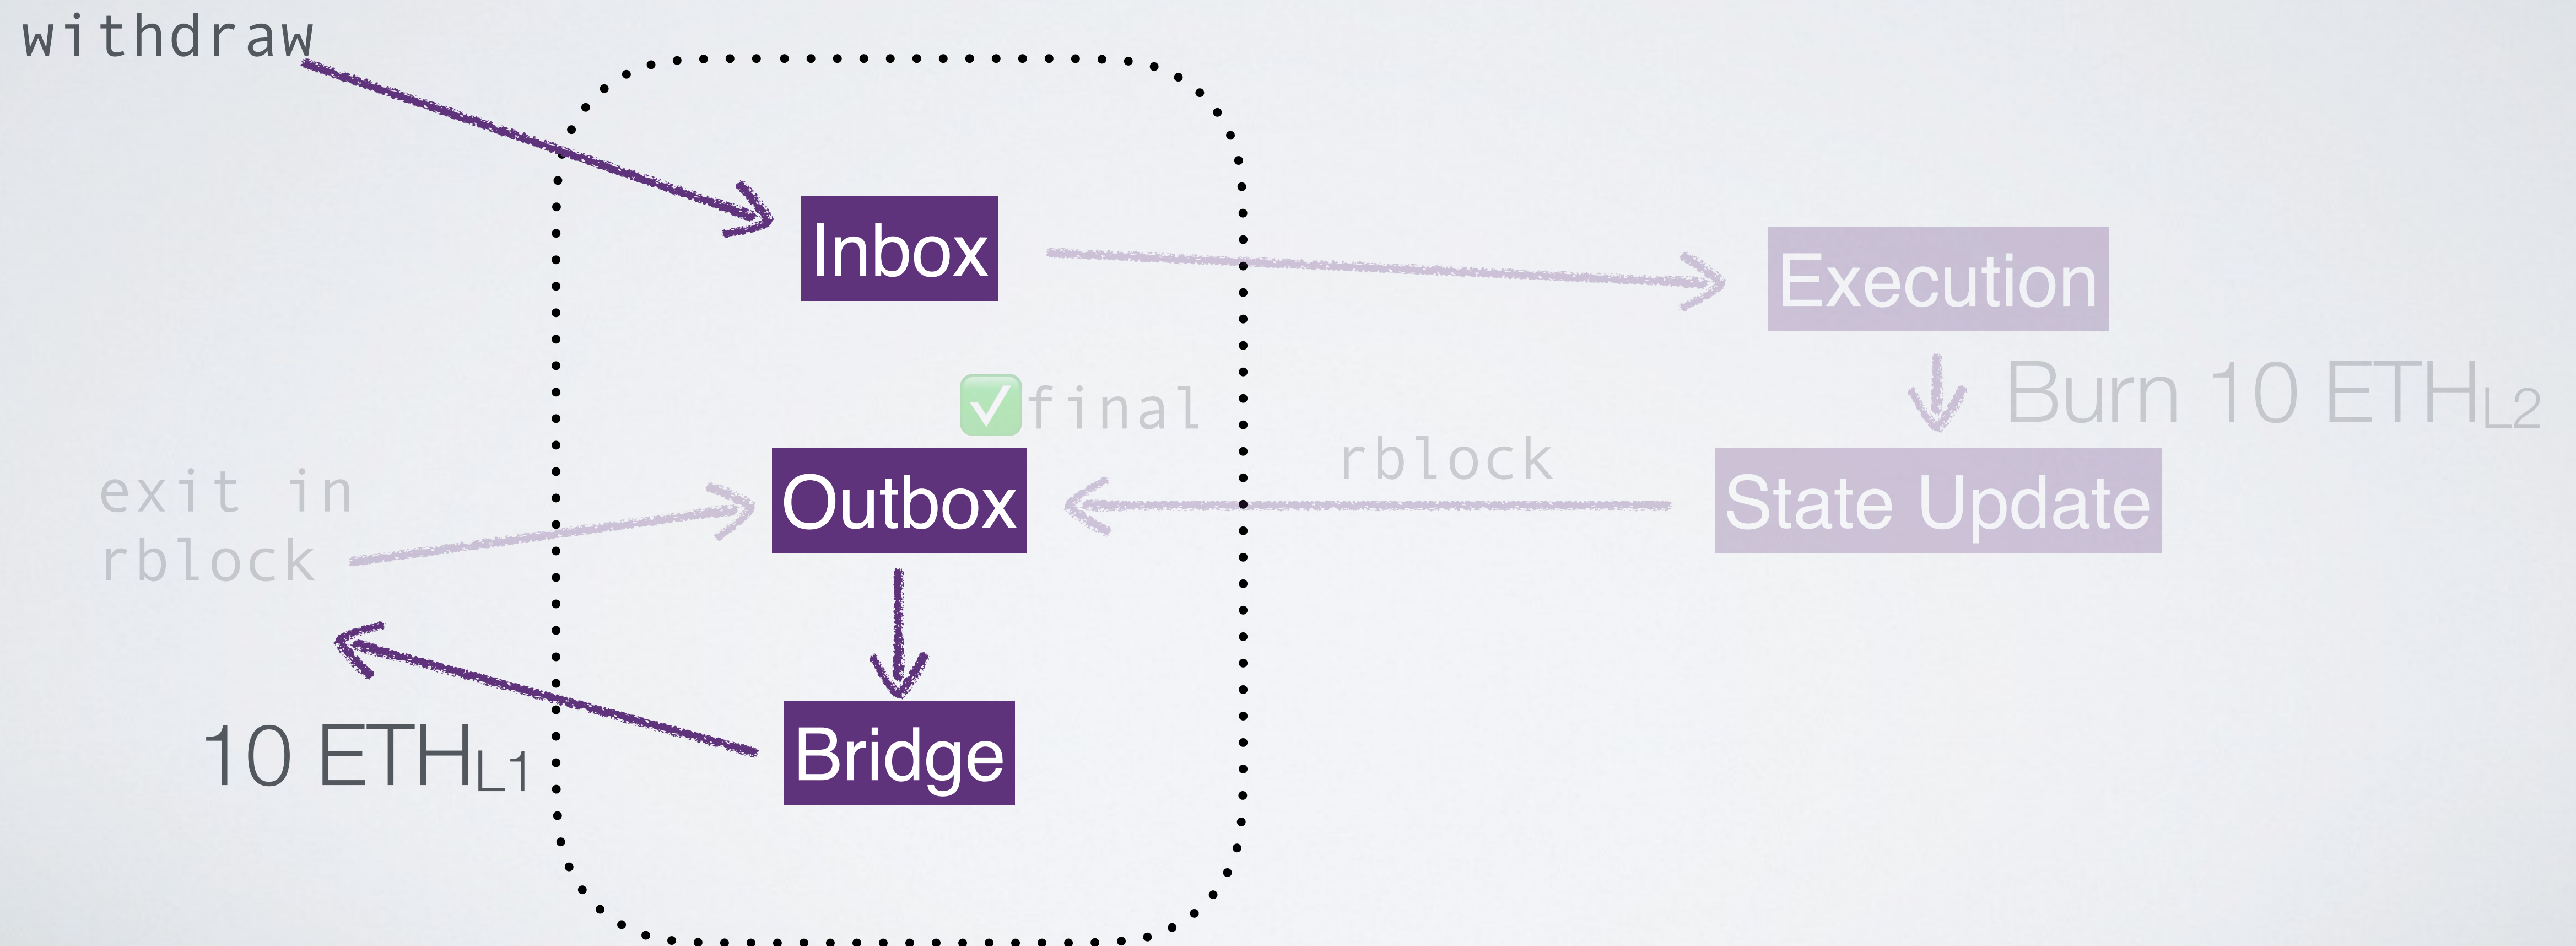 withdraw
Inbox
Execution
✅final
Burn 10 ETHL2
rblock
exit in
rblock
Outbox
State Update
10 ETHL1
Bridge